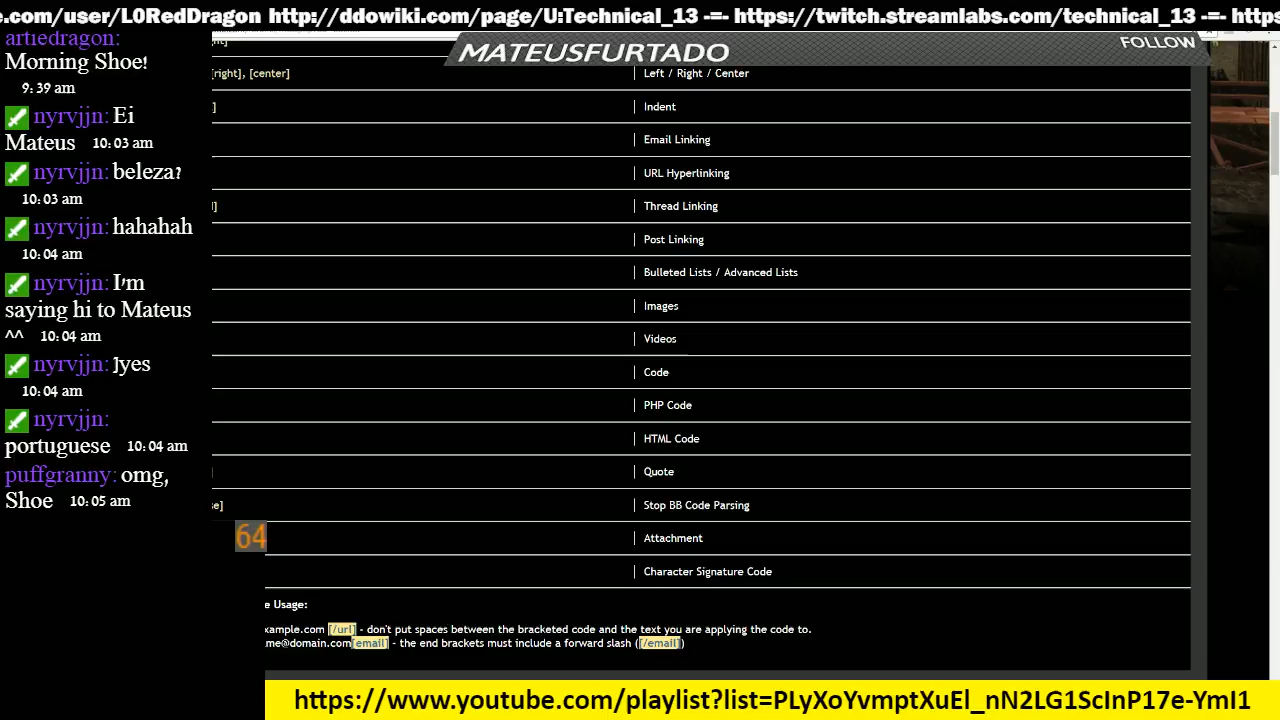 e.com/user/L0RedDragon http://ddowiki.com/page/U:Technical_13 -=- https://twitch.streamlabs.com/technical_13 -=- https
MATEUSFURTADO
FOLLOW
artiedragon:
Morning Shoe!
9:39 am
nyrvjjn: Ei
Mateus 10:03 am
nyrvjjn: beleza?
10:03 am
nyrvjjn: hahahah
10:04 am
nyrvjjn: I'm
saying hi to Mateus
^^ 10:04 am
nyrvjjn: ]yes
10:04 am
nyrvjjn:
portuguese 10:04 am
puffgranny: omg,
Shoe 10:05 am
[right], [center] | Left / Right / Center
] | Indent
| Email Linking
| URL Hyperlinking
] | Thread Linking
| Post Linking
| Bulleted Lists / Advanced Lists
| Images
| Videos
| Code
| PHP Code
| HTML Code
] | Quote
se] | Stop BB Code Parsing
64
| Attachment
| Character Signature Code
e Usage:
xample.com [/url] - don't put spaces between the bracketed code and the text you are applying the code to.
me@domain.com[email] - the end brackets must include a forward slash ([/email])
https://www.youtube.com/playlist?list=PLyXoYvmptXuEl_nN2LG1ScInP17e-YmI1